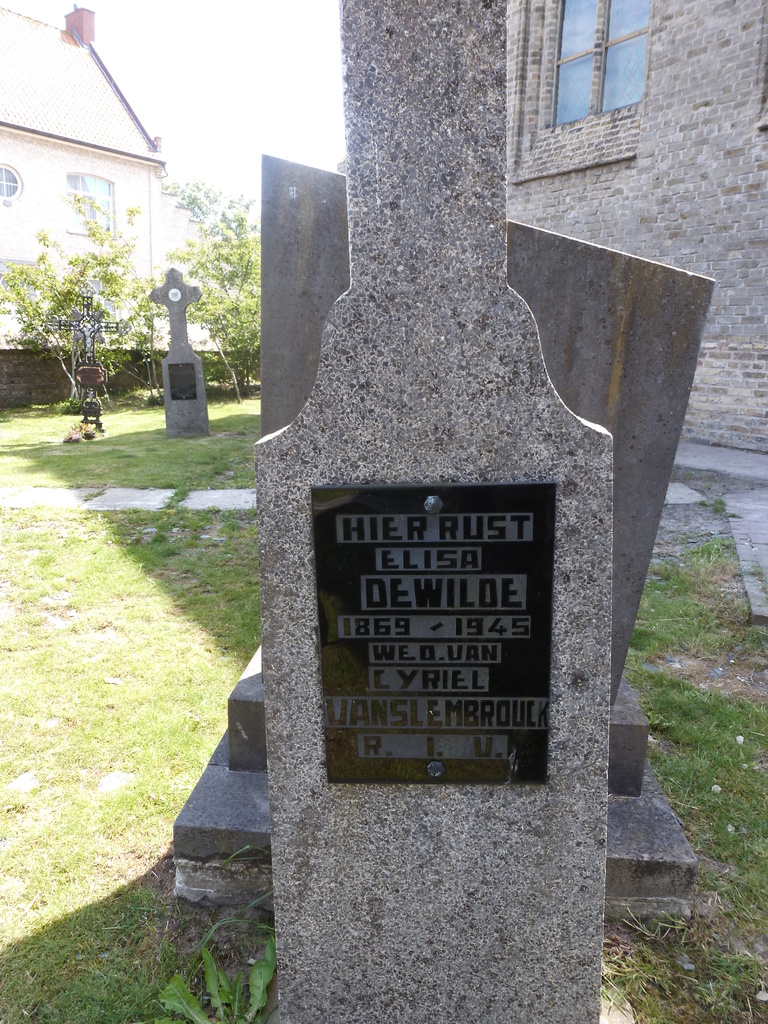 HIER RUST
ELISA
DEWILDE
1869 - 1945
WED.VAN
CYRIEL
VANSLEMBROUCK
R. I. V.